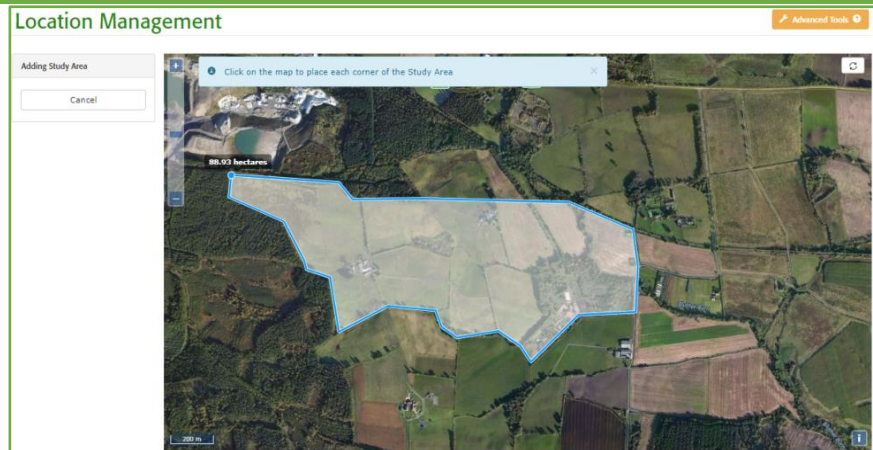 Location Management
Advanced Tools
Adding Study Area
Cancel
Click on the map to place each corner of the Study Area
88.93 hectares
200 m